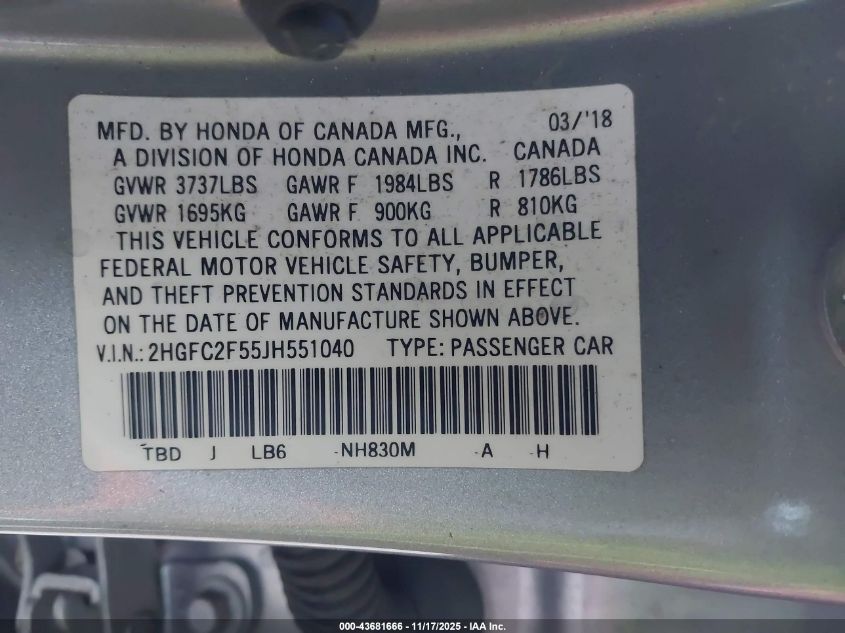 MFD. BY HONDA OF CANADA MFG., 03/'18
A DIVISION OF HONDA CANADA INC. CANADA
GVWR 3737LBS GAWR F 1984LBS R 1786LBS
GVWR 1695KG GAWR F 900KG R 810KG
THIS VEHICLE CONFORMS TO ALL APPLICABLE
FEDERAL MOTOR VEHICLE SAFETY, BUMPER,
AND THEFT PREVENTION STANDARDS IN EFFECT
ON THE DATE OF MANUFACTURE SHOWN ABOVE.
V.I.N.: 2HGFC2F55JH551040 TYPE: PASSENGER CAR
TBD J LB6 -NH830M -A -H
000-43681666 - 11/17/2025 - IAA Inc.